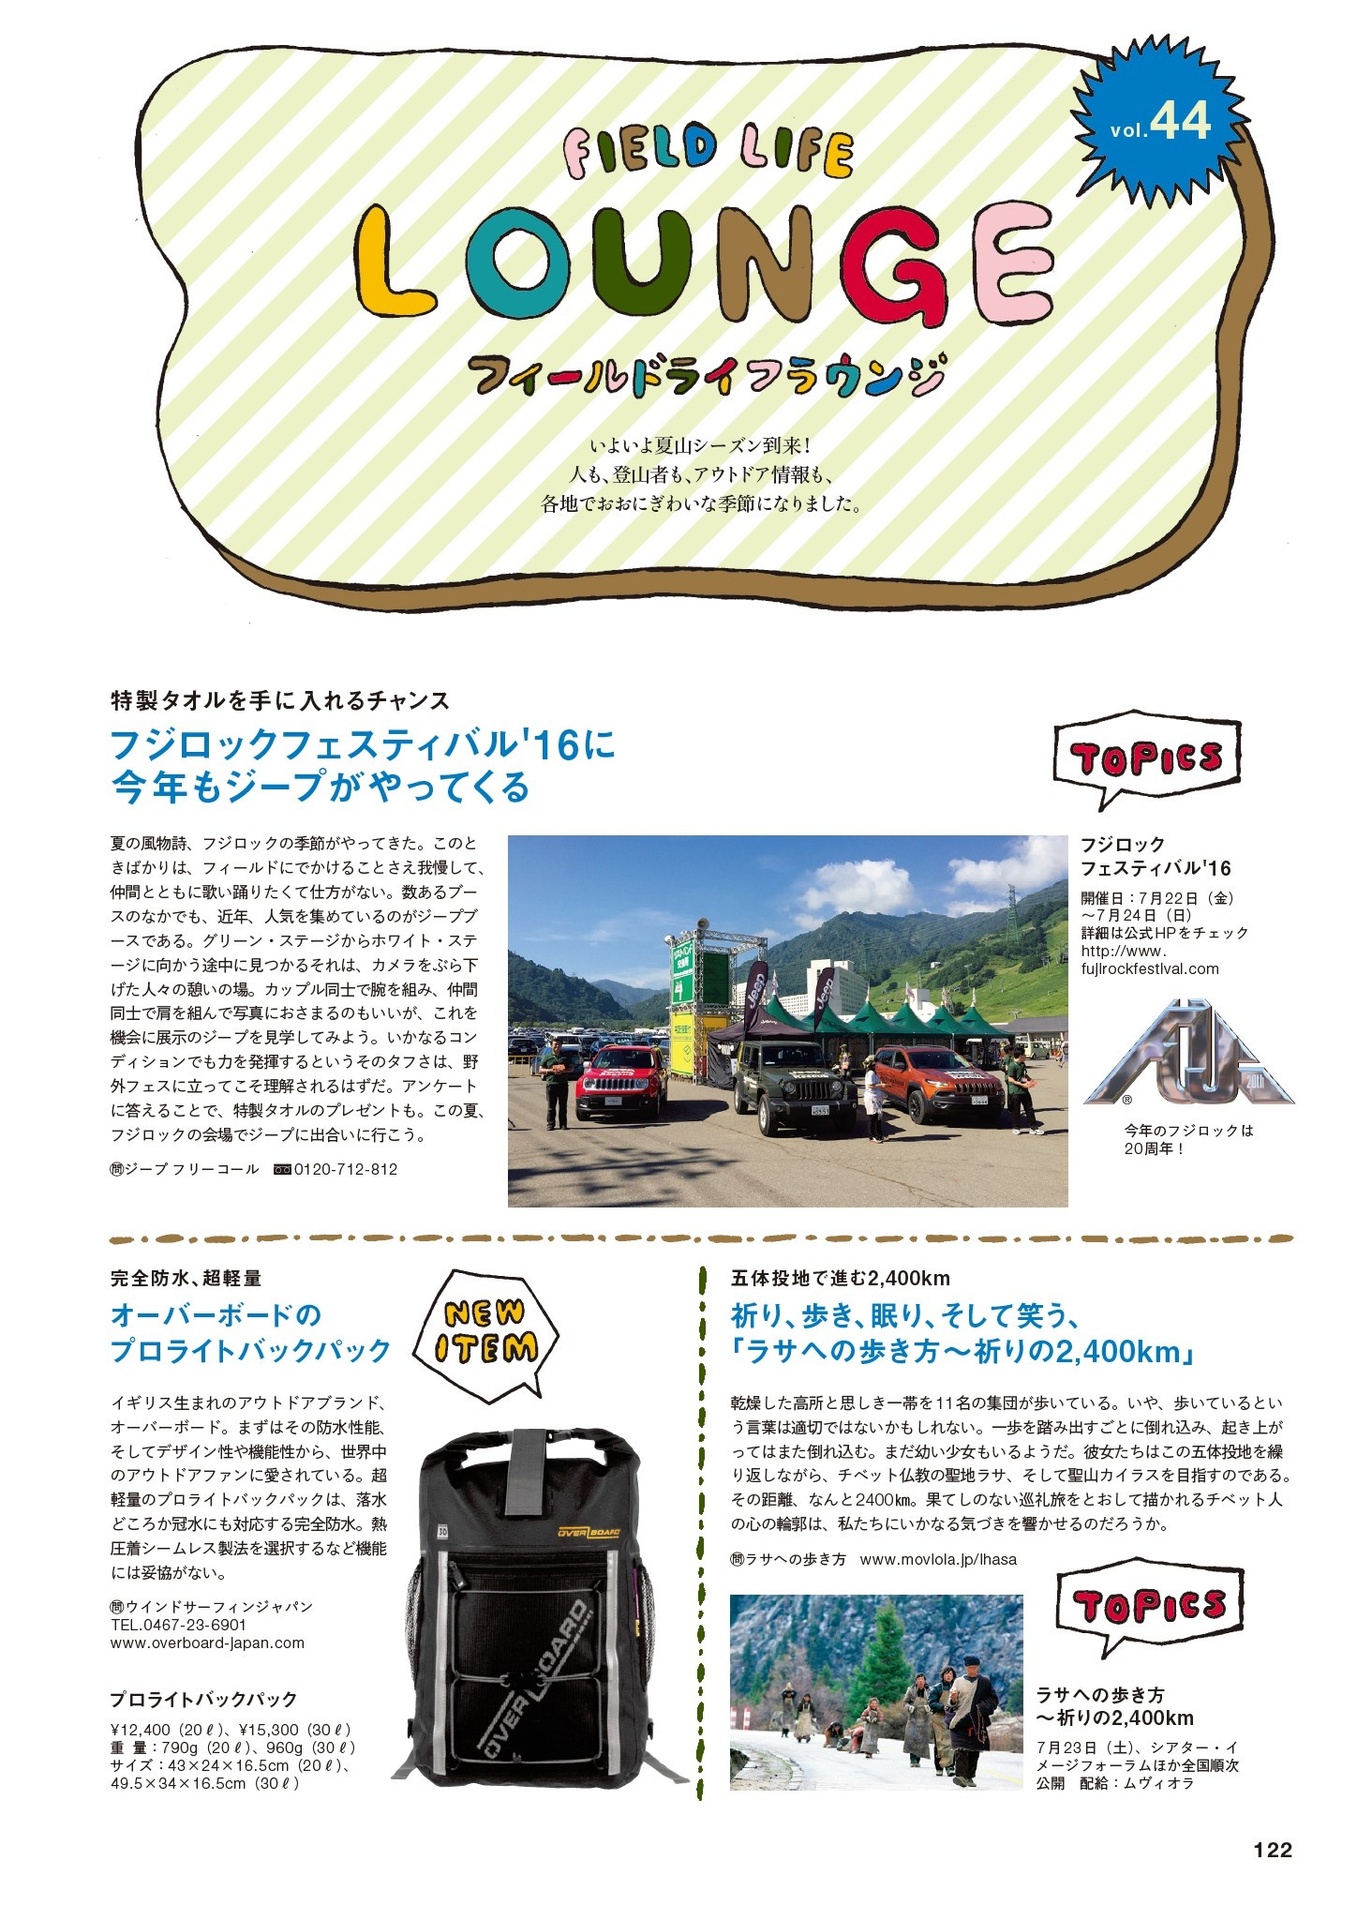 vol.44
FIELD LIFE
LOUNGE
フィールドライフラウンジ
いよいよ夏山シーズン到来!
人も、登山者も、アウトドア情報も、
各地でおおにぎわいな季節になりました。
特製タオルを手に入れるチャンス
フジロックフェスティバル'16に
今年もジープがやってくる
TOPICS
夏の風物詩、フジロックの季節がやってきた。このと
きばかりは、フィールドにでかけることさえ我慢して、
仲間とともに歌い踊りたくて仕方がない。数あるブー
スのなかでも、近年、人気を集めているのがジープブ
ースである。グリーン・ステージからホワイト・ステ
ージに向かう途中に見つかるそれは、カメラをぶら下
げた人々の憩いの場。カップル同士で腕を組み、仲間
同士で肩を組んで写真におさまるのもいいが、これを
機会に展示のジープを見学してみよう。いかなるコン
ディションでも力を発揮するというそのタフさは、野
外フェスに立ってこそ理解されるはずだ。アンケート
に答えることで、特製タオルのプレゼントも。この夏、
フジロックの会場でジープに出合いに行こう。
問ジープ フリーコール 0120-712-812
Jeep
Jeep
フジロック
フェスティバル'16
開催日：7月22日（金）
～7月24日（日）
詳細は公式HPをチェック
http://www.
fujirockfestival.com
20th
®
今年のフジロックは
20周年！
完全防水、超軽量
オーバーボードの
プロライトバックパック
NEW
ITEM
イギリス生まれのアウトドアブランド、
オーバーボード。まずはその防水性能、
そしてデザイン性や機能性から、世界中
のアウトドアファンに愛されている。超
軽量のプロライトバックパックは、落水
どころか冠水にも対応する完全防水。熱
圧着シームレス製法を選択するなど機能
には妥協がない。
問ウインドサーフィンジャパン
TEL.0467-23-6901
www.overboard-japan.com
プロライトバックパック
¥12,400（20ℓ）、¥15,300（30ℓ）
重 量：790g（20ℓ）、960g（30ℓ）
サイズ：43×24×16.5cm（20ℓ）、
49.5×34×16.5cm（30ℓ）
30
OVERBOARD
OVERBOARD
五体投地で進む2,400km
祈り、歩き、眠り、そして笑う、
「ラサへの歩き方～祈りの2,400km」
乾燥した高所と思しき一帯を11名の集団が歩いている。いや、歩いているとい
う言葉は適切ではないかもしれない。一歩を踏み出すごとに倒れ込み、起き上が
ってはまた倒れ込む。まだ幼い少女もいるようだ。彼女たちはこの五体投地を繰
り返しながら、チベット仏教の聖地ラサ、そして聖山カイラスを目指すのである。
その距離、なんと2400㎞。果てしのない巡礼旅をとおして描かれるチベット人
の心の輪郭は、私たちにいかなる気づきを響かせるのだろうか。
問ラサへの歩き方 www.moviola.jp/lhasa
TOPICS
ラサへの歩き方
～祈りの2,400km
7月23日（土）、シアター・イ
メージフォーラムほか全国順次
公開 配給：ムヴィオラ
122